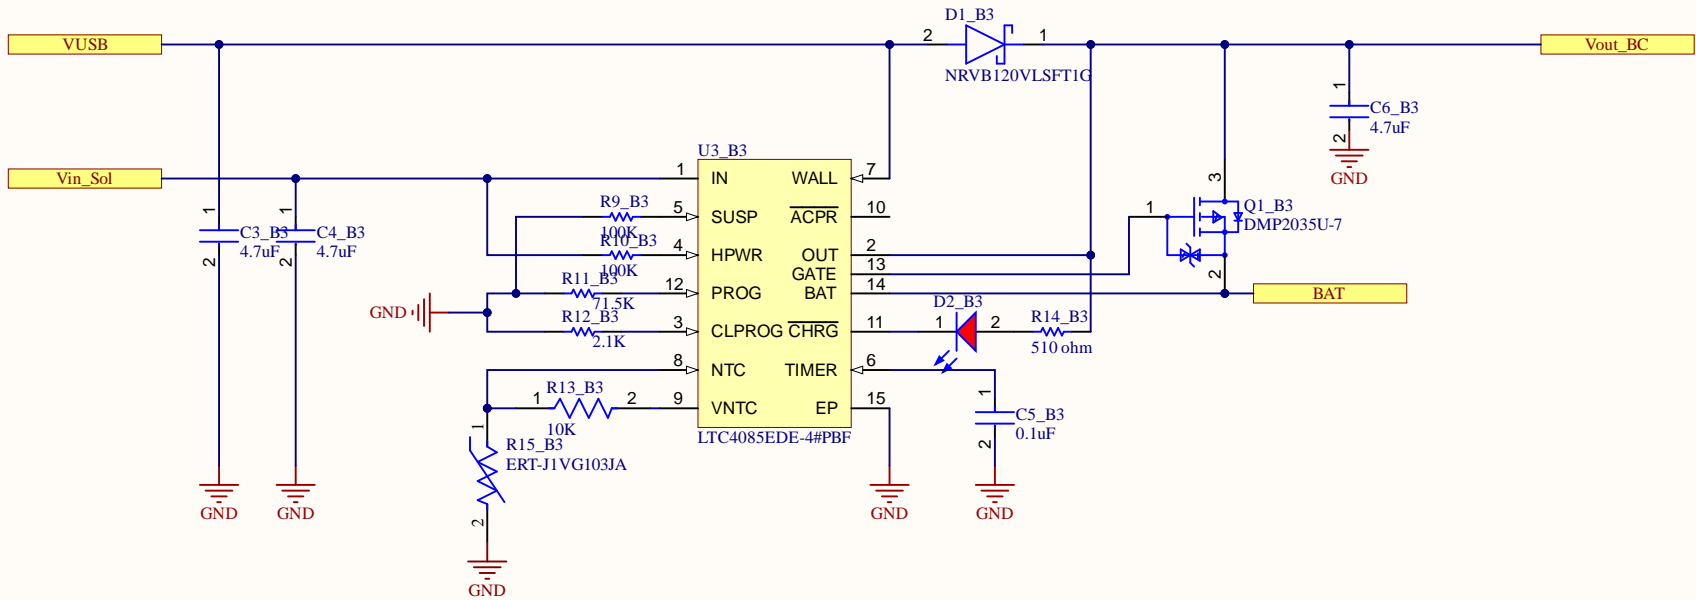 D1_B3
VUSB
2
1
Vout_BC
NRVB120VLSFT1G
1
C6_B3
4.7uF
2
GND
U3_B3
Vin_Sol
1
IN
WALL
7
R9_B3
100K
5
SUSP
ACPR
10
R10_B3
100K
4
HPWR
OUT
2
GATE
13
R11_B3
71.5K
12
PROG
BAT
14
R12_B3
2.1K
3
CLPROG
CHRG
11
8
NTC
TIMER
6
R13_B3
1
2
10K
9
VNTC
EP
15
LTC4085EDE-4#PBF
GND
1
C3_B3
4.7uF
2
GND
1
C4_B3
4.7uF
2
GND
1
R15_B3
ERT-J1VG103JA
2
GND
GND
3
1
Q1_B3
DMP2035U-7
2
BAT
D2_B3
1
2
R14_B3
510 ohm
1
C5_B3
0.1uF
2
GND